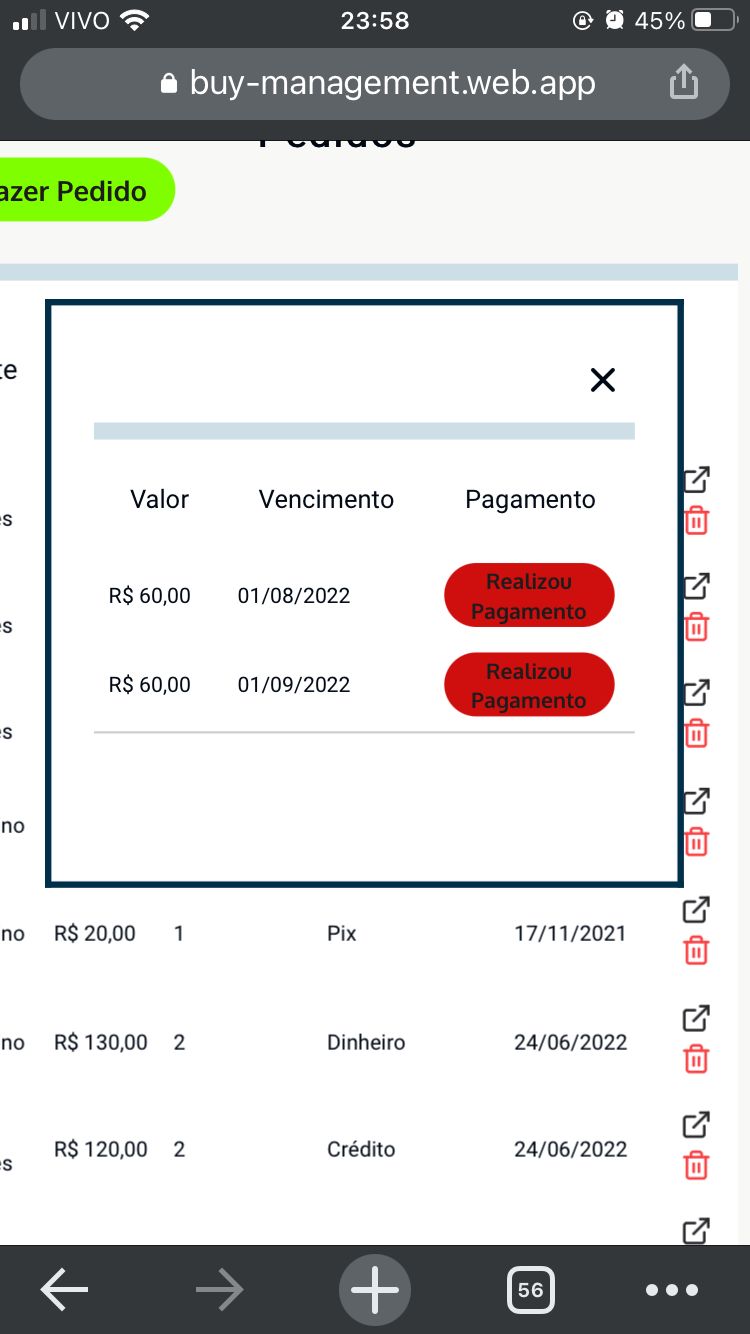 VIVO 23:58 45%
buy-management.web.app
Pedidos
azer Pedido
te
Valor Vencimento Pagamento
es
R$ 60,00 01/08/2022 Realizou
Pagamento
es
R$ 60,00 01/09/2022 Realizou
Pagamento
es
no
no R$ 20,00 1 Pix 17/11/2021
no R$ 130,00 2 Dinheiro 24/06/2022
es R$ 120,00 2 Crédito 24/06/2022
56